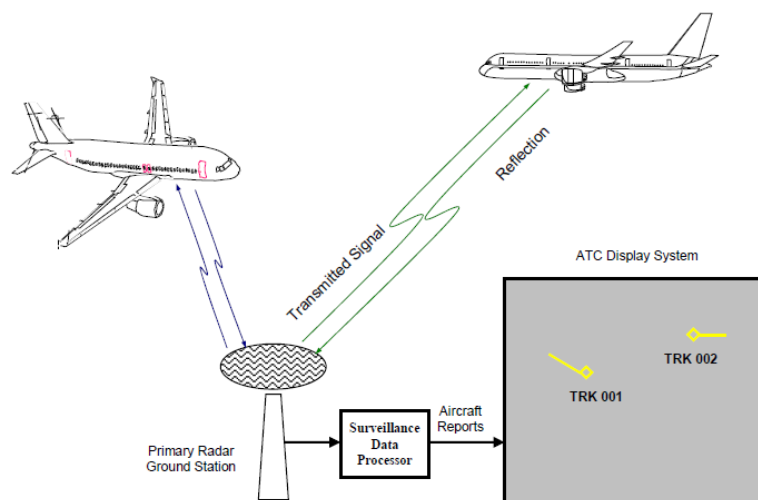 Reflection
Transmitted Signal
ATC Display System
TRK 002
TRK 001
Primary Radar
Ground Station
Surveillance
Data
Processor
Aircraft
Reports